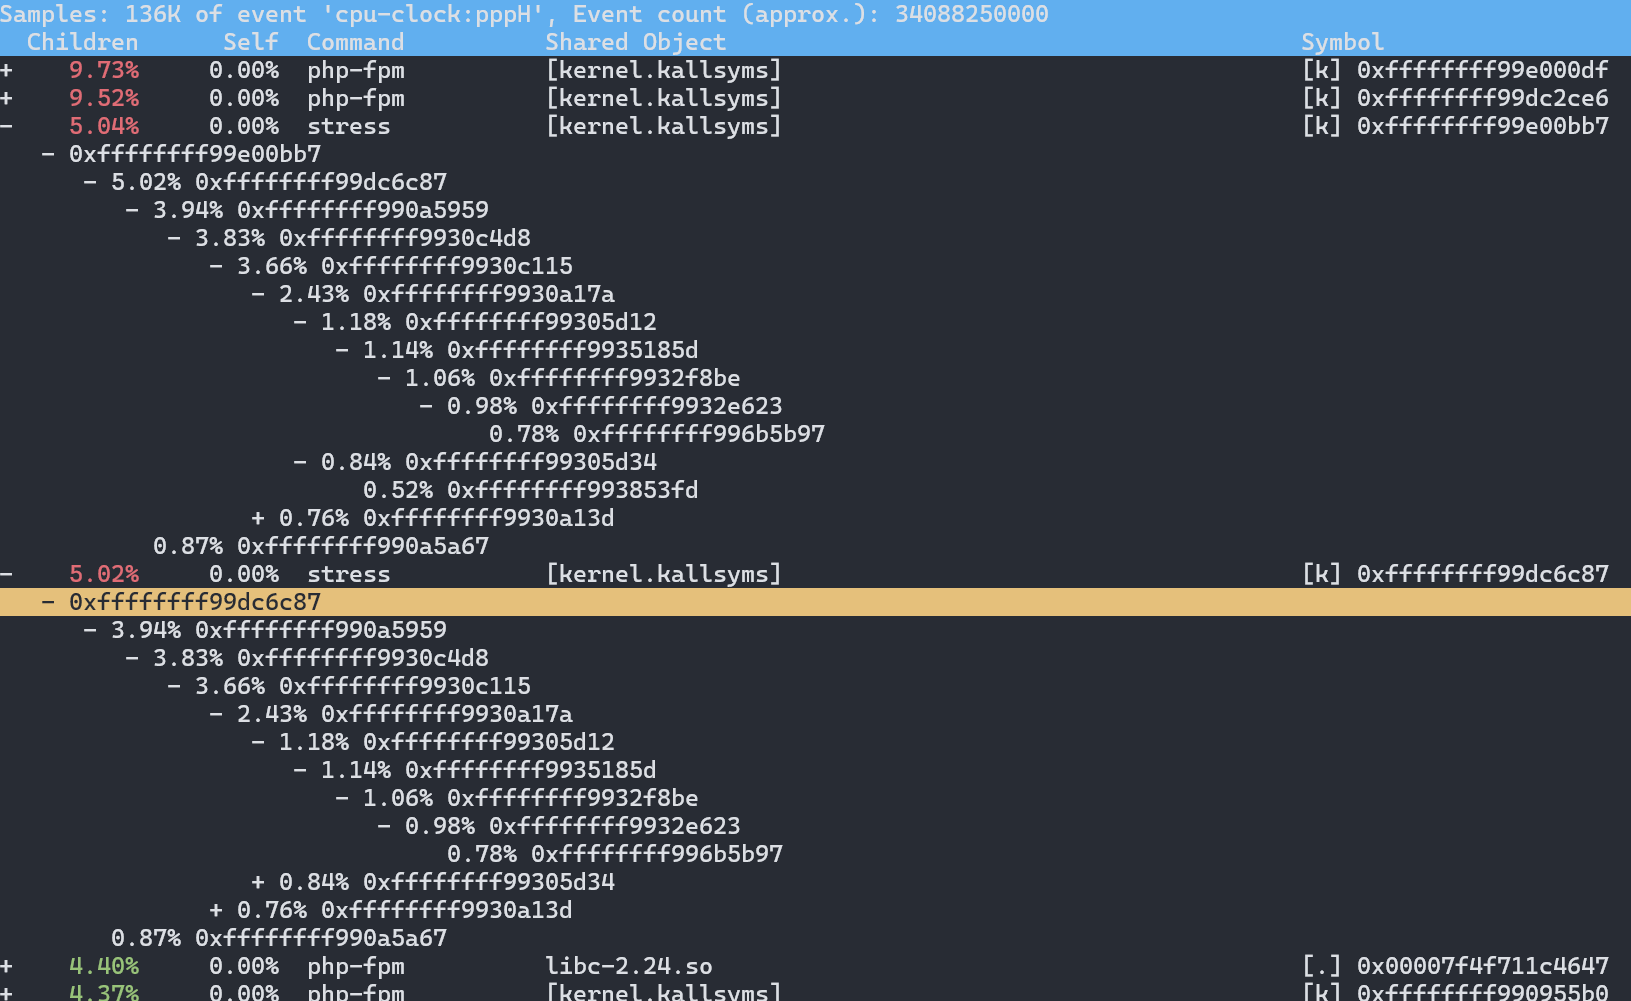 Samples: 136K of event 'cpu-clock:pppH', Event count (approx.): 34088250000
Children Self Command Shared Object Symbol
+ 9.73% 0.00% php-fpm [kernel.kallsyms] [k] 0xffffffff99e000df
+ 9.52% 0.00% php-fpm [kernel.kallsyms] [k] 0xffffffff99dc2ce6
- 5.04% 0.00% stress [kernel.kallsyms] [k] 0xffffffff99e00bb7
- 0xffffffff99e00bb7
- 5.02% 0xffffffff99dc6c87
- 3.94% 0xffffffff990a5959
- 3.83% 0xffffffff9930c4d8
- 3.66% 0xffffffff9930c115
- 2.43% 0xffffffff9930a17a
- 1.18% 0xffffffff99305d12
- 1.14% 0xffffffff9935185d
- 1.06% 0xffffffff9932f8be
- 0.98% 0xffffffff9932e623
0.78% 0xffffffff996b5b97
- 0.84% 0xffffffff99305d34
0.52% 0xffffffff993853fd
+ 0.76% 0xffffffff9930a13d
0.87% 0xffffffff990a5a67
- 5.02% 0.00% stress [kernel.kallsyms] [k] 0xffffffff99dc6c87
- 0xffffffff99dc6c87
- 3.94% 0xffffffff990a5959
- 3.83% 0xffffffff9930c4d8
- 3.66% 0xffffffff9930c115
- 2.43% 0xffffffff9930a17a
- 1.18% 0xffffffff99305d12
- 1.14% 0xffffffff9935185d
- 1.06% 0xffffffff9932f8be
- 0.98% 0xffffffff9932e623
0.78% 0xffffffff996b5b97
+ 0.84% 0xffffffff99305d34
+ 0.76% 0xffffffff9930a13d
0.87% 0xffffffff990a5a67
+ 4.40% 0.00% php-fpm libc-2.24.so [.] 0x00007f4f711c4647
+ 4.37% 0.00% php-fpm [kernel.kallsyms] [k] 0xffffffff990955b0